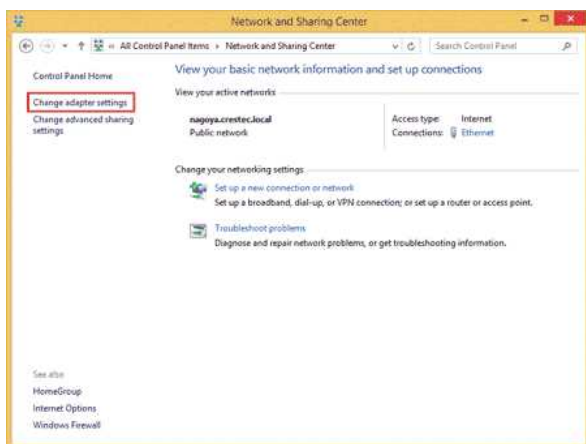 Network and Sharing Center
All Control Panel Items
Network and Sharing Center
Search Control Panel
Control Panel Home
Change adapter settings
Change advanced sharing
settings
View your basic network information and set up connections
View your active networks
nagoya.crestec.local
Public network
Access type: Internet
Connections: Ethernet
Change your networking settings
Set up a new connection or network
Set up a broadband, dial-up, or VPN connection; or set up a router or access point.
Troubleshoot problems
Diagnose and repair network problems, or get troubleshooting information.
See also
HomeGroup
Internet Options
Windows Firewall